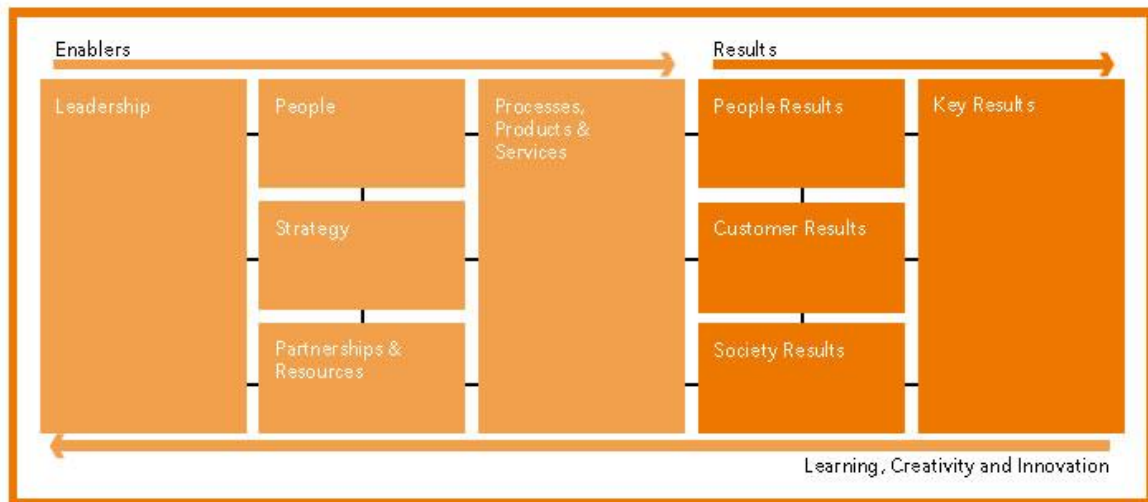 Enablers
Results
Leadership
People
Processes,
Products &
Services
People Results
Key Results
Strategy
Customer Results
Partnerships &
Resources
Society Results
Learning, Creativity and Innovation